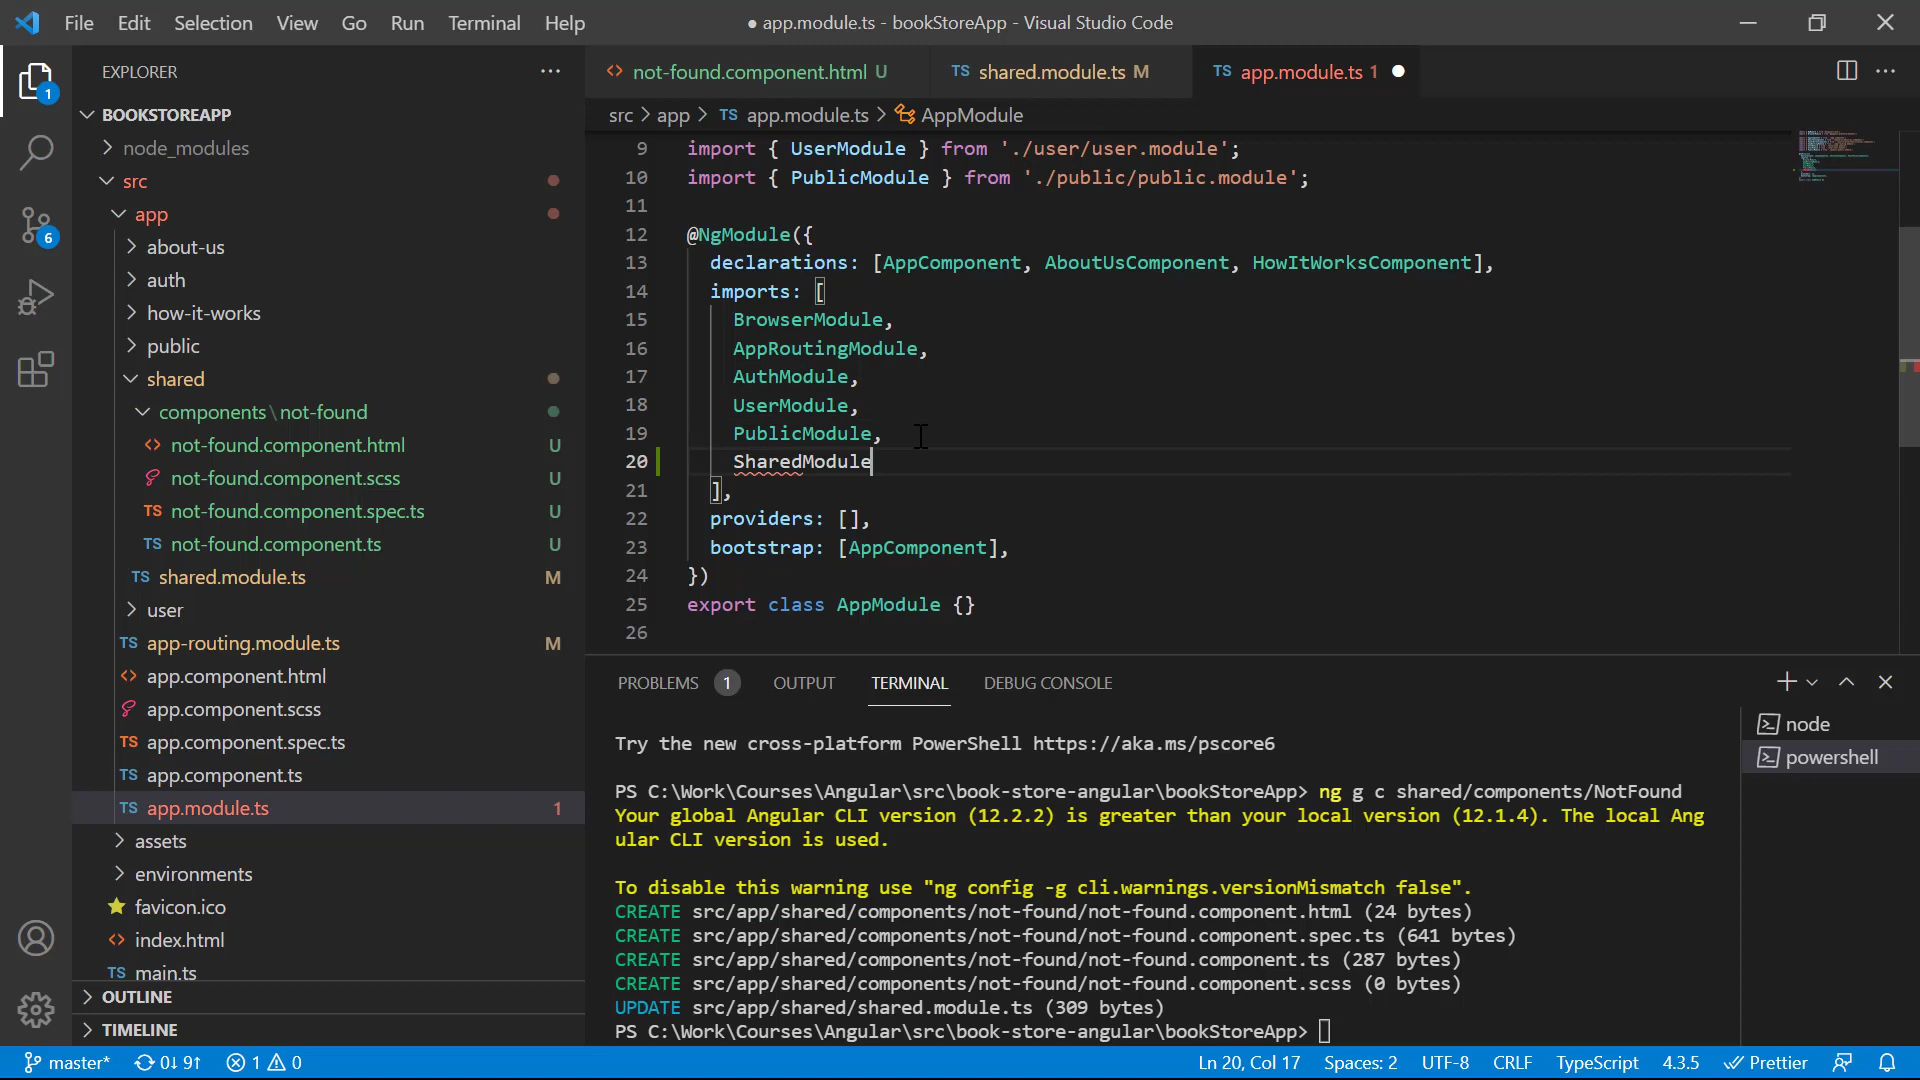 File Edit Selection View Go Run Terminal Help
● app.module.ts - bookStoreApp - Visual Studio Code
EXPLORER
BOOKSTOREAPP
node_modules
src
app
about-us
auth
how-it-works
public
shared
components\not-found
not-found.component.html U
not-found.component.scss U
TS not-found.component.spec.ts U
TS not-found.component.ts U
TS shared.module.ts M
user
TS app-routing.module.ts M
app.component.html
app.component.scss
TS app.component.spec.ts
TS app.component.ts
TS app.module.ts 1
assets
environments
favicon.ico
index.html
TS main.ts
OUTLINE
TIMELINE
1
6
not-found.component.html U TS shared.module.ts M TS app.module.ts 1
src > app > TS app.module.ts > AppModule
9 import { UserModule } from './user/user.module';
10 import { PublicModule } from './public/public.module';
11
12 @NgModule({
13 declarations: [AppComponent, AboutUsComponent, HowItWorksComponent],
14 imports: [
15 BrowserModule,
16 AppRoutingModule,
17 AuthModule,
18 UserModule,
19 PublicModule,
20 SharedModule
21 ],
22 providers: [],
23 bootstrap: [AppComponent],
24 })
25 export class AppModule {}
26
PROBLEMS 1 OUTPUT TERMINAL DEBUG CONSOLE
node
powershell
Try the new cross-platform PowerShell https://aka.ms/pscore6
PS C:\Work\Courses\Angular\src\book-store-angular\bookStoreApp> ng g c shared/components/NotFound
Your global Angular CLI version (12.2.2) is greater than your local version (12.1.4). The local Ang
ular CLI version is used.
To disable this warning use "ng config -g cli.warnings.versionMismatch false".
CREATE src/app/shared/components/not-found/not-found.component.html (24 bytes)
CREATE src/app/shared/components/not-found/not-found.component.spec.ts (641 bytes)
CREATE src/app/shared/components/not-found/not-found.component.ts (287 bytes)
CREATE src/app/shared/components/not-found/not-found.component.scss (0 bytes)
UPDATE src/app/shared/shared.module.ts (309 bytes)
PS C:\Work\Courses\Angular\src\book-store-angular\bookStoreApp>
master* 0↓ 9↑ 1 0 Ln 20, Col 17 Spaces: 2 UTF-8 CRLF TypeScript 4.3.5 Prettier